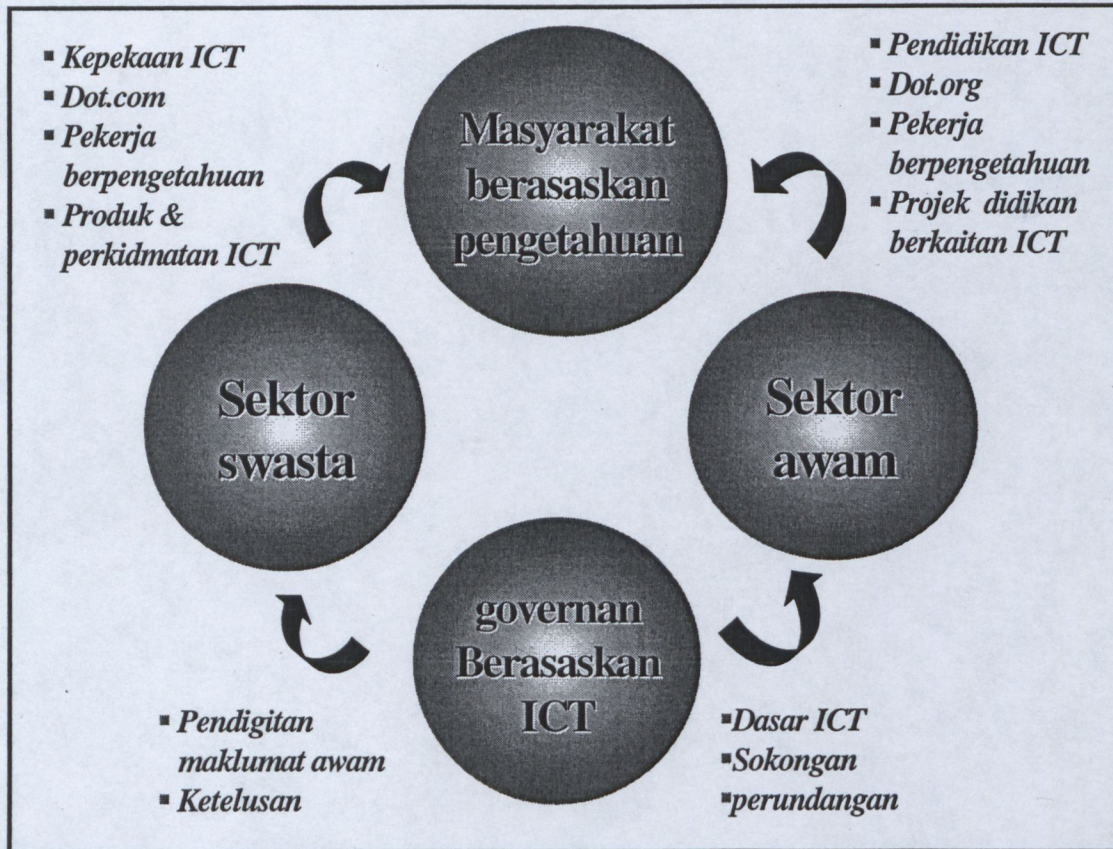 ▪ Kepekaan ICT
▪ Dot.com
▪ Pekerja
berpengetahuan
▪ Produk &
perkidmatan ICT
Masyarakat
berasaskan
pengetahuan
▪ Pendidikan ICT
▪ Dot.org
▪ Pekerja
berpengetahuan
▪ Projek didikan
berkaitan ICT
Sektor
swasta
Sektor
awam
governan
Berasaskan
ICT
▪ Pendigitan
maklumat awam
▪ Ketelusan
▪Dasar ICT
▪Sokongan
▪perundangan